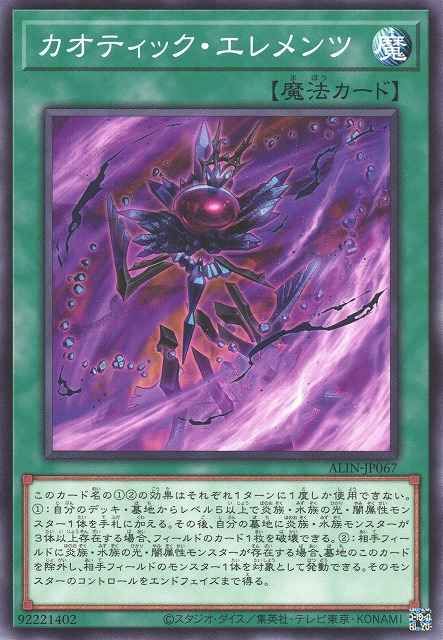 カオティック・エレメンツ
魔
【魔法カード】
ALIN-JP067
このカード名の①②の効果はそれぞれ1ターンに1度しか使用できない。
①：自分のデッキ・墓地からレベル5以上で炎族・水族の光・闇属性モン
スター1体を手札に加える。その後、自分の墓地に炎族・水族モンスターが
3体以上存在する場合、フィールドのカード1枚を破壊できる。②：相手フィー
ルドに炎族・水族の光・闇属性モンスターが存在する場合、墓地のこのカード
を除外し、相手フィールドのモンスター1体を対象として発動できる。そのモン
スターのコントロールをエンドフェイズまで得る。
92221402
©スタジオ・ダイス／集英社・テレビ東京・KONAMI